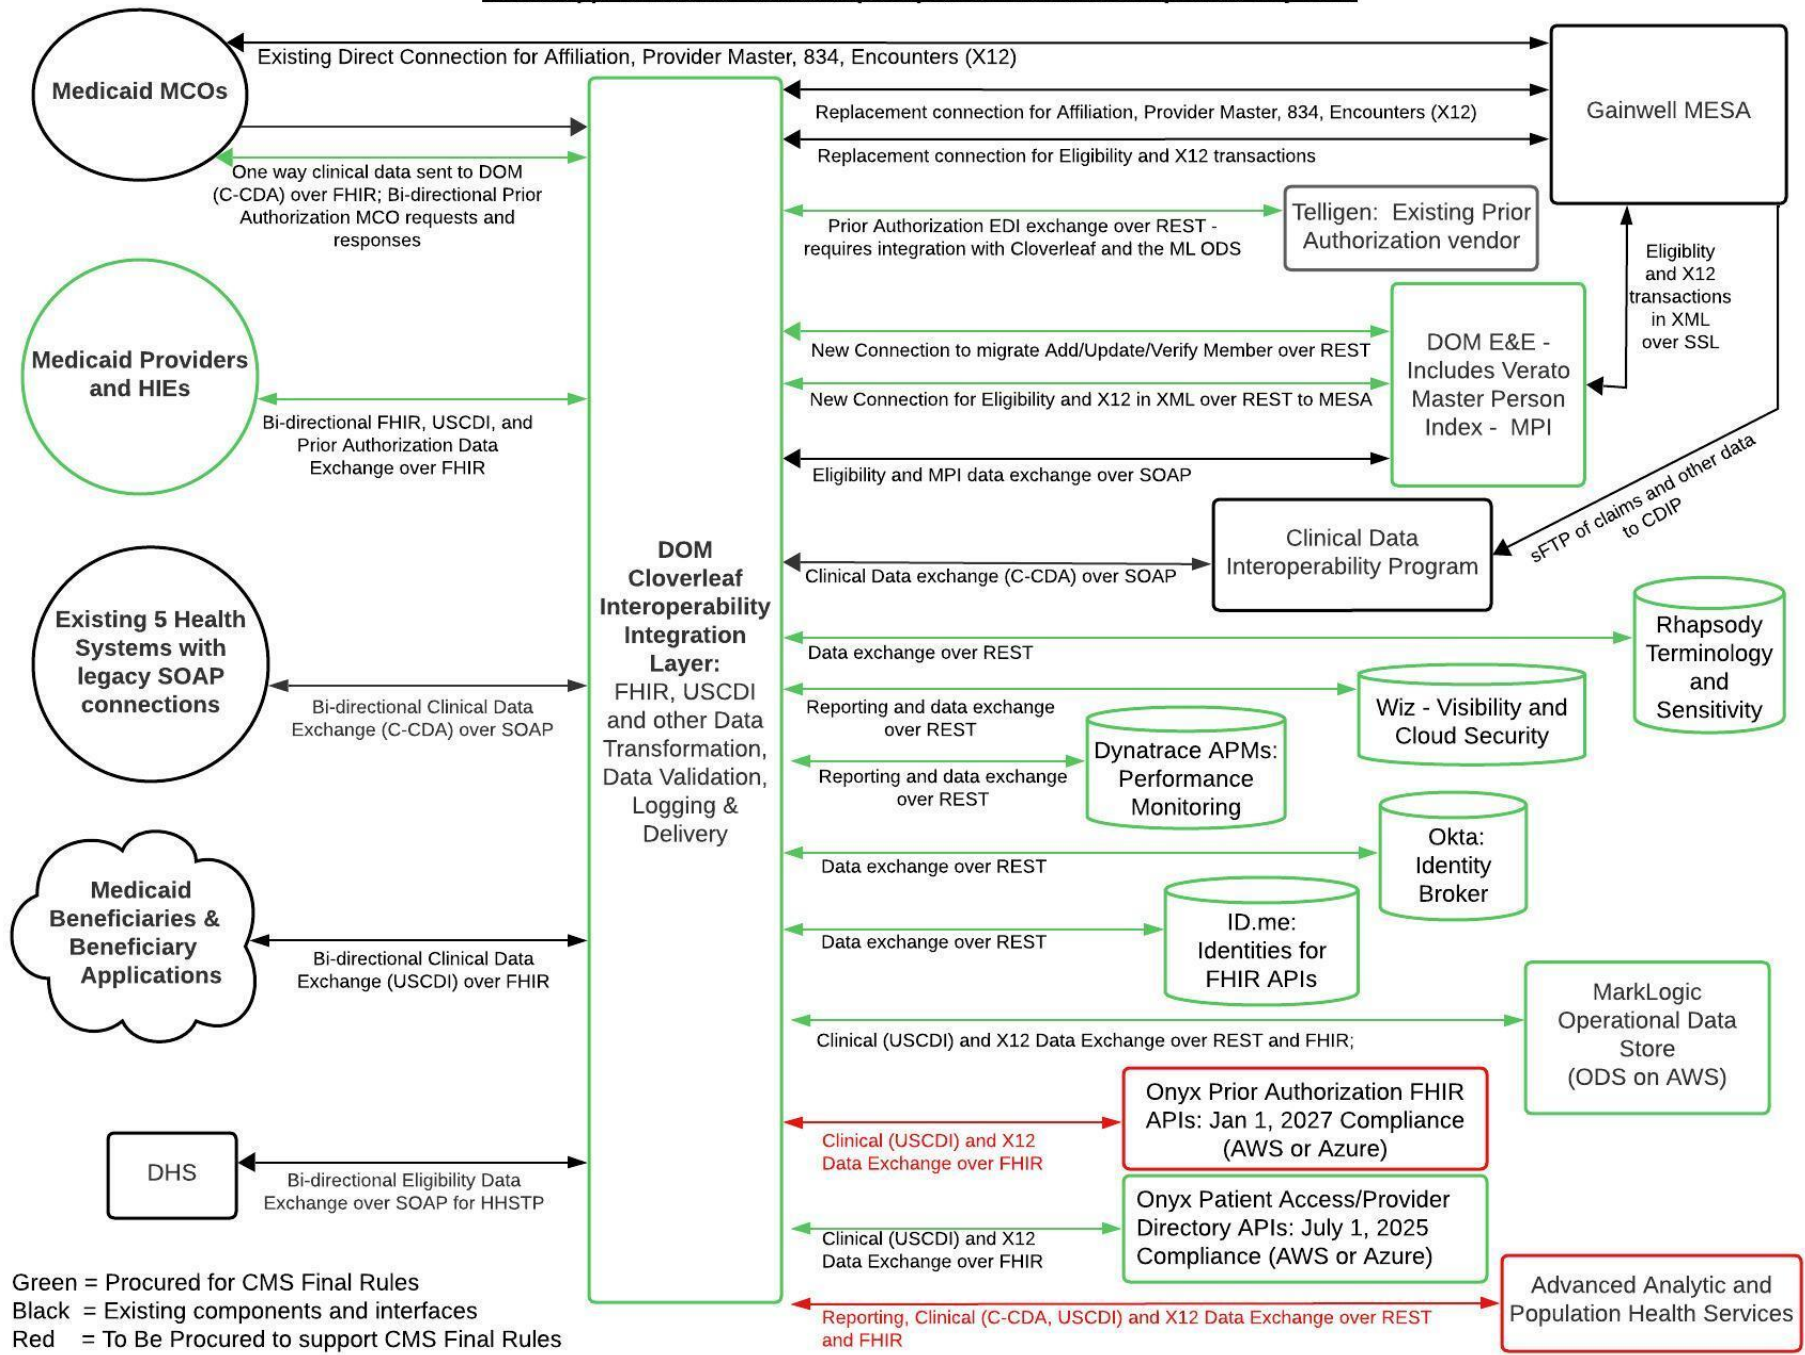 Existing Direct Connection for Affiliation, Provider Master, 834, Encounters (X12)
Medicaid MCOs
Gainwell MESA
Replacement connection for Affiliation, Provider Master, 834, Encounters (X12)
Replacement connection for Eligibility and X12 transactions
One way clinical data sent to DOM
(C-CDA) over FHIR; Bi-directional Prior
Authorization MCO requests and
responses
Telligen: Existing Prior
Authorization vendor
Prior Authorization EDI exchange over REST -
requires integration with Cloverleaf and the ML ODS
Eligiblity
and X12
transactions
in XML
over SSL
Medicaid Providers
and HIEs
Bi-directional FHIR, USCDI, and
Prior Authorization Data
Exchange over FHIR
New Connection to migrate Add/Update/Verify Member over REST
New Connection for Eligibility and X12 in XML over REST to MESA
Eligibility and MPI data exchange over SOAP
DOM E&E -
Includes Verato
Master Person
Index - MPI
sFTP of claims and other data
to CDIP
Clinical Data
Interoperability Program
Clinical Data exchange (C-CDA) over SOAP
DOM
Cloverleaf
Interoperability
Integration
Layer:
FHIR, USCDI
and other Data
Transformation,
Data Validation,
Logging &
Delivery
Existing 5 Health
Systems with
legacy SOAP
connections
Bi-directional Clinical Data
Exchange (C-CDA) over SOAP
Data exchange over REST
Rhapsody
Terminology
and
Sensitivity
Reporting and data exchange
over REST
Wiz - Visibility and
Cloud Security
Reporting and data exchange
over REST
Dynatrace APMs:
Performance
Monitoring
Data exchange over REST
Okta:
Identity
Broker
Medicaid
Beneficiaries &
Beneficiary
Applications
Bi-directional Clinical Data
Exchange (USCDI) over FHIR
Data exchange over REST
ID.me:
Identities for
FHIR APIs
Clinical (USCDI) and X12 Data Exchange over REST and FHIR;
MarkLogic
Operational Data
Store
(ODS on AWS)
Clinical (USCDI) and X12
Data Exchange over FHIR
Onyx Prior Authorization FHIR
APIs: Jan 1, 2027 Compliance
(AWS or Azure)
DHS
Bi-directional Eligibility Data
Exchange over SOAP for HHSTP
Clinical (USCDI) and X12
Data Exchange over FHIR
Onyx Patient Access/Provider
Directory APIs: July 1, 2025
Compliance (AWS or Azure)
Reporting, Clinical (C-CDA, USCDI) and X12 Data Exchange over REST
and FHIR
Advanced Analytic and
Population Health Services
Green = Procured for CMS Final Rules
Black = Existing components and interfaces
Red = To Be Procured to support CMS Final Rules